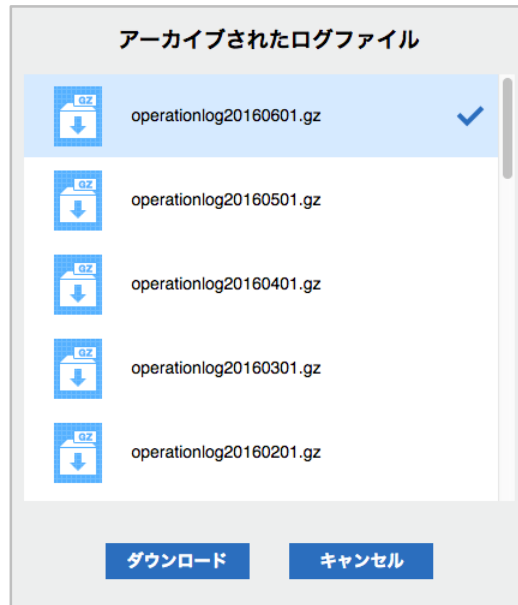 アーカイブされたログファイル
GZ
operationlog20160601.gz
GZ
operationlog20160501.gz
GZ
operationlog20160401.gz
GZ
operationlog20160301.gz
GZ
operationlog20160201.gz
ダウンロード
キャンセル